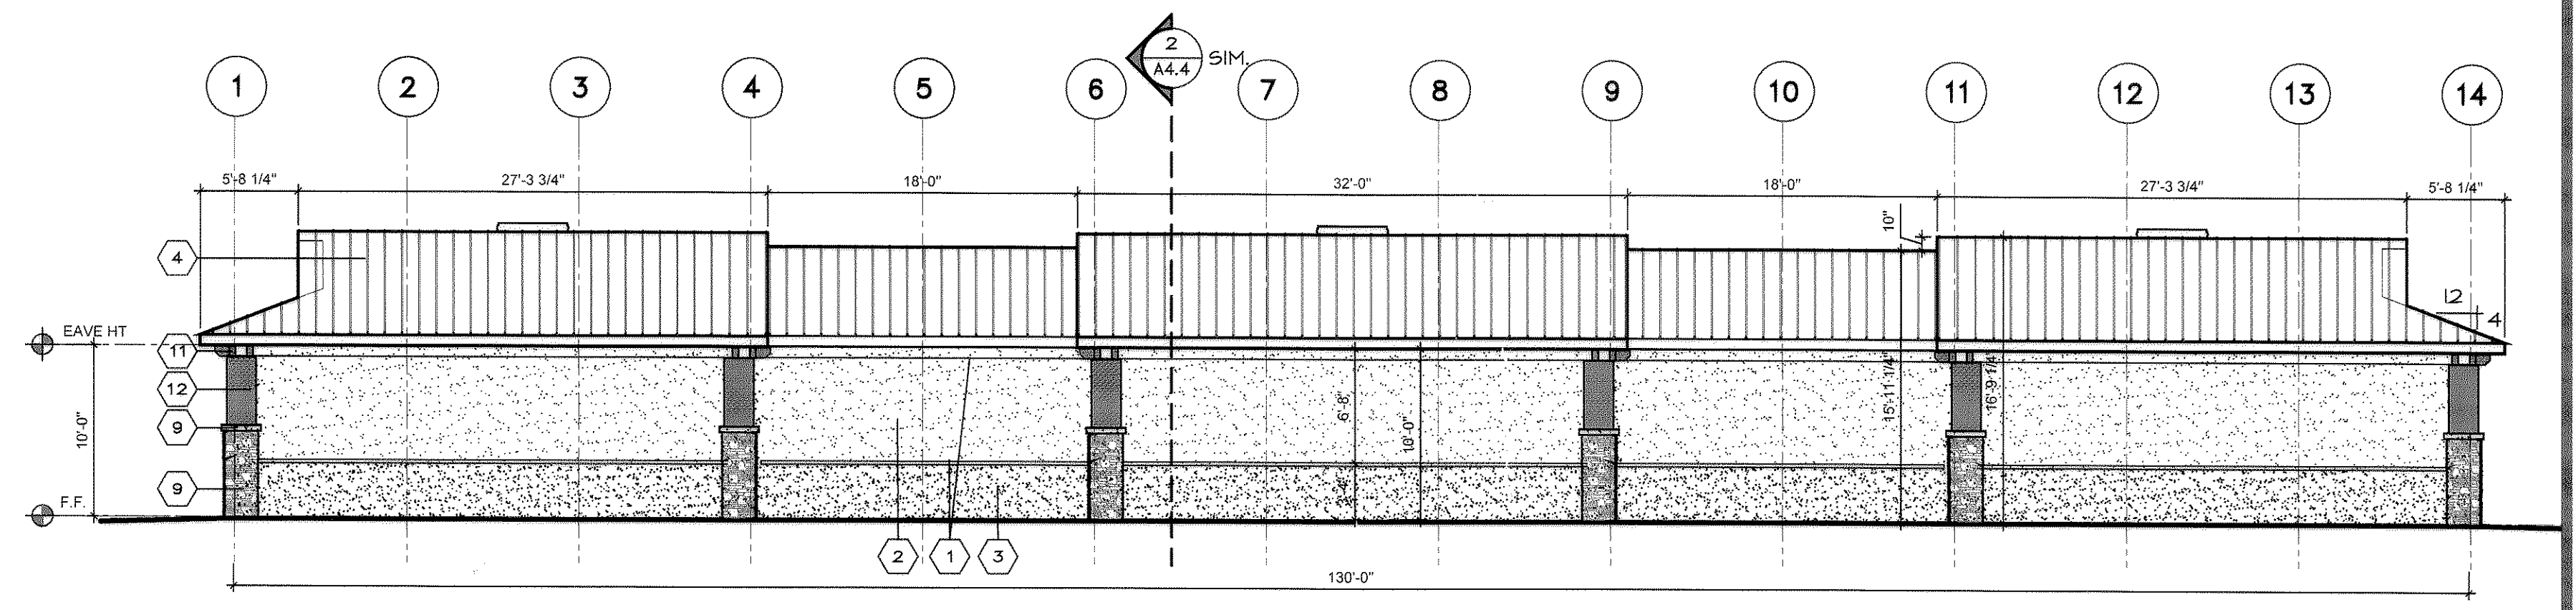 2
A4.4
SIM.
1 2 3 4 5 6 7 8 9 10 11 12 13 14
5'-8 1/4" 27'-3 3/4" 18'-0" 32'-0" 18'-0" 27'-3 3/4" 5'-8 1/4"
10"
4
12
4
EAVE HT
11
12
9
9
10'-0"
6'-8"
10'-0"
15'-11 1/4"
16'-9 1/4"
F.F.
2 1 3
130'-0"